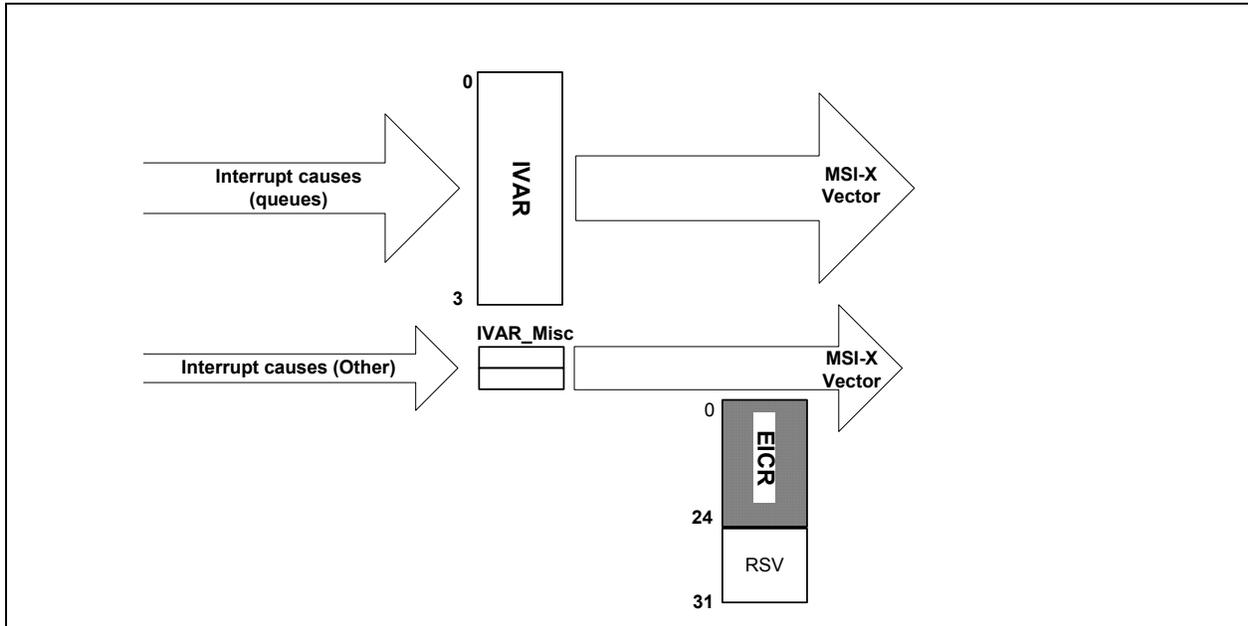 0
IVAR
Interrupt causes
(queues)
MSI-X
Vector
3
IVAR_Misc
Interrupt causes (Other)
MSI-X
Vector
0
EICR
24
RSV
31